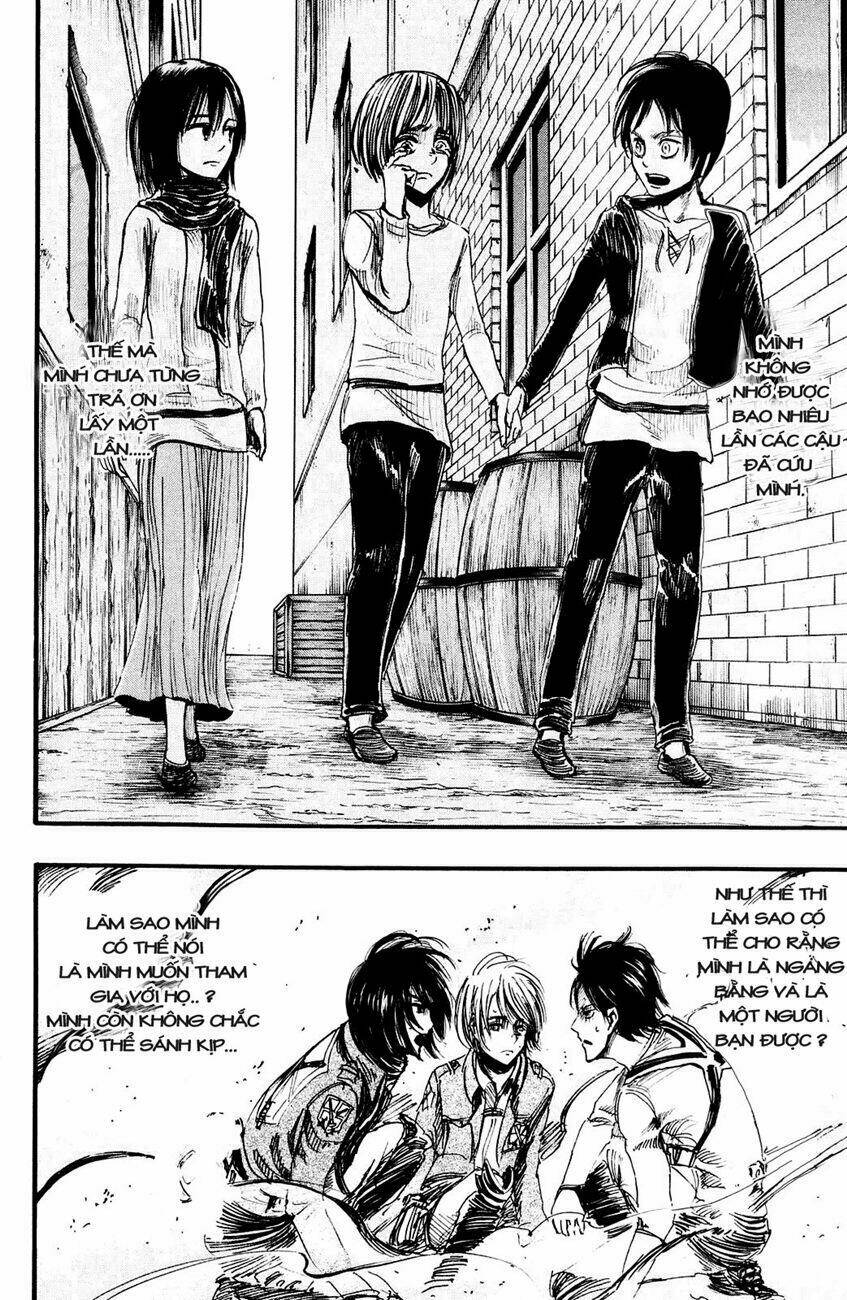 MÌNH
KHÔNG
NHỚ ĐƯỢC
BAO NHIÊU
LẦN CÁC CẬU
ĐÃ CỨU
MÌNH.
THẾ MÀ
MÌNH CHƯA TỪNG
TRẢ ƠN
LẤY MỘT
LẦN.....
NHƯ THẾ THÌ
LÀM SAO CÓ
THỂ CHO RẰNG
MÌNH LÀ NGANG
BẰNG VÀ LÀ
MỘT NGƯỜI
BẠN ĐƯỢC ?
LÀM SAO MÌNH
CÓ THỂ NÓI
LÀ MÌNH MUỐN THAM
GIA VỚI HỌ.. ?
MÌNH CÒN KHÔNG CHẮC
CÓ THỂ SÁNH KỊP...